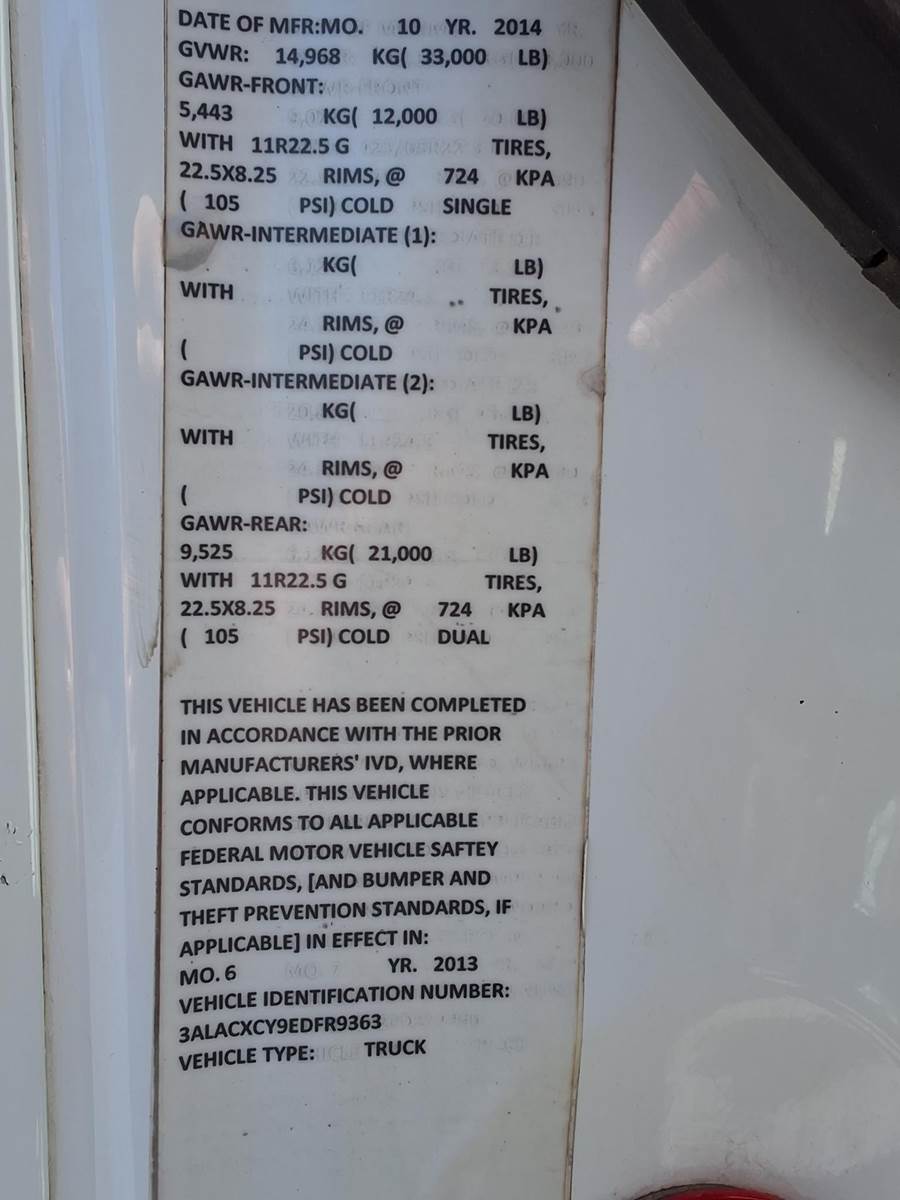 DATE OF MFR:MO. 10 YR. 2014
GVWR: 14,968 KG( 33,000 LB)
GAWR-FRONT:
5,443 KG( 12,000 LB)
WITH 11R22.5 G TIRES,
22.5X8.25 RIMS, @ 724 KPA
( 105 PSI) COLD SINGLE
GAWR-INTERMEDIATE (1):
KG( LB)
WITH TIRES,
RIMS, @ KPA
( PSI) COLD
GAWR-INTERMEDIATE (2):
KG( LB)
WITH TIRES,
RIMS, @ KPA
( PSI) COLD
GAWR-REAR:
9,525 KG( 21,000 LB)
WITH 11R22.5 G TIRES,
22.5X8.25 RIMS, @ 724 KPA
( 105 PSI) COLD DUAL
THIS VEHICLE HAS BEEN COMPLETED
IN ACCORDANCE WITH THE PRIOR
MANUFACTURERS' IVD, WHERE
APPLICABLE. THIS VEHICLE
CONFORMS TO ALL APPLICABLE
FEDERAL MOTOR VEHICLE SAFTEY
STANDARDS, [AND BUMPER AND
THEFT PREVENTION STANDARDS, IF
APPLICABLE] IN EFFECT IN:
MO. 6 YR. 2013
VEHICLE IDENTIFICATION NUMBER:
3ALACXCY9EDFR9363
VEHICLE TYPE: TRUCK